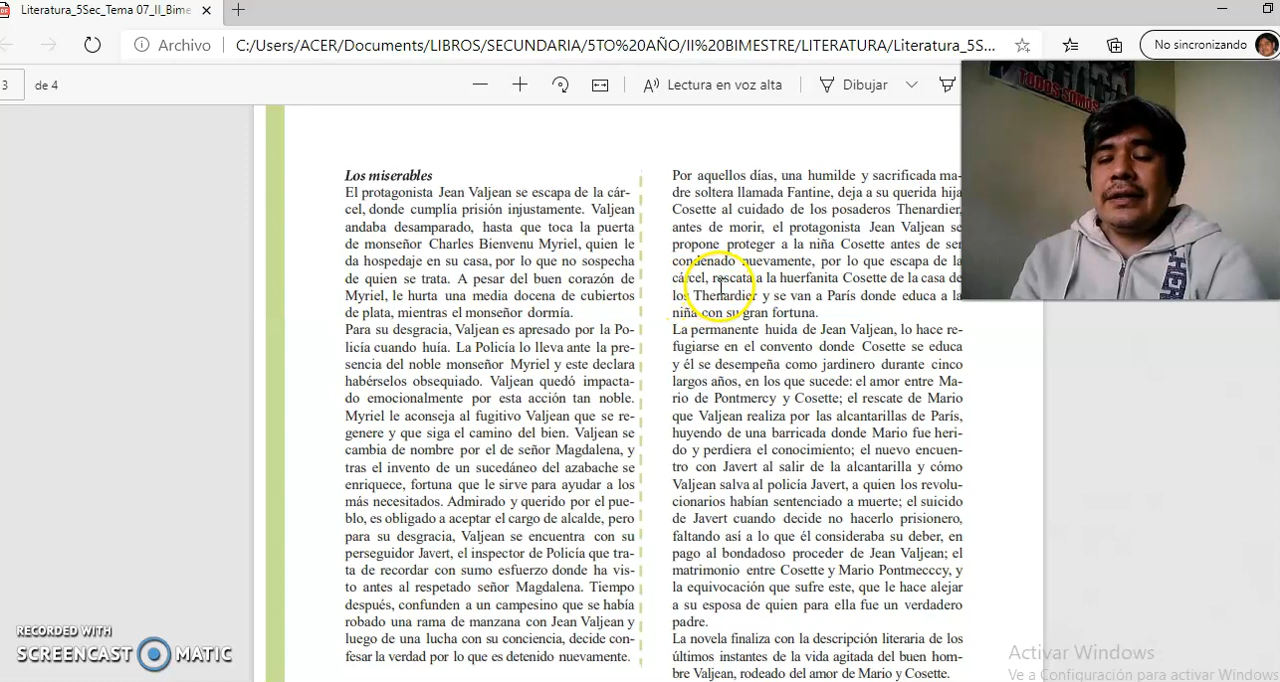 Literatura_5Sec_Tema 07_II_Bime
Archivo
C:/Users/ACER/Documents/LIBROS/SECUNDARIA/5TO%20AÑO/II%20BIMESTRE/LITERATURA/Literatura_5S...
No sincronizando
3 de 4
Lectura en voz alta
Dibujar
TODOS SOMOS
Los miserables
El protagonista Jean Valjean se escapa de la cár-
cel, donde cumplía prisión injustamente. Valjean
andaba desamparado, hasta que toca la puerta
de monseñor Charles Bienvenu Myriel, quien le
da hospedaje en su casa, por lo que no sospecha
de quien se trata. A pesar del buen corazón de
Myriel, le hurta una media docena de cubiertos
de plata, mientras el monseñor dormía.
Para su desgracia, Valjean es apresado por la Po-
licía cuando huía. La Policía lo lleva ante la pre-
sencia del noble monseñor Myriel y este declara
habérselos obsequiado. Valjean quedó impacta-
do emocionalmente por esta acción tan noble.
Myriel le aconseja al fugitivo Valjean que se re-
genere y que siga el camino del bien. Valjean se
cambia de nombre por el de señor Magdalena, y
tras el invento de un sucedáneo del azabache se
enriquece, fortuna que le sirve para ayudar a los
más necesitados. Admirado y querido por el pue-
blo, es obligado a aceptar el cargo de alcalde, pero
para su desgracia, Valjean se encuentra con su
perseguidor Javert, el inspector de Policía que tra-
ta de recordar con sumo esfuerzo donde ha vis-
to antes al respetado señor Magdalena. Tiempo
después, confunden a un campesino que se había
robado una rama de manzana con Jean Valjean y
luego de una lucha con su conciencia, decide con-
fesar la verdad por lo que es detenido nuevamente.
Por aquellos días, una humilde y sacrificada ma-
dre soltera llamada Fantine, deja a su querida hija
Cosette al cuidado de los posaderos Thenardier,
antes de morir, el protagonista Jean Valjean se
propone proteger a la niña Cosette antes de ser
condenado nuevamente, por lo que escapa de la
cárcel, rescata a la huerfanita Cosette de la casa de
los Thenardier y se van a París donde educa a la
niña con su gran fortuna.
La permanente huida de Jean Valjean, lo hace re-
fugiarse en el convento donde Cosette se educa
y él se desempeña como jardinero durante cinco
largos años, en los que sucede: el amor entre Ma-
rio de Pontmercy y Cosette; el rescate de Mario
que Valjean realiza por las alcantarillas de París,
huyendo de una barricada donde Mario fue heri-
do y perdiera el conocimiento; el nuevo encuen-
tro con Javert al salir de la alcantarilla y cómo
Valjean salva al policía Javert, a quien los revolu-
cionarios habían sentenciado a muerte; el suicido
de Javert cuando decide no hacerlo prisionero,
faltando así a lo que él consideraba su deber, en
pago al bondadoso proceder de Jean Valjean; el
matrimonio entre Cosette y Mario Pontmecccy, y
la equivocación que sufre este, que le hace alejar
a su esposa de quien para ella fue un verdadero
padre.
La novela finaliza con la descripción literaria de los
últimos instantes de la vida agitada del buen hom-
bre Valjean, rodeado del amor de Mario y Cosette.
RECORDED WITH
SCREENCAST MATIC
Activar Windows
Ve a Configuración para activar Windows